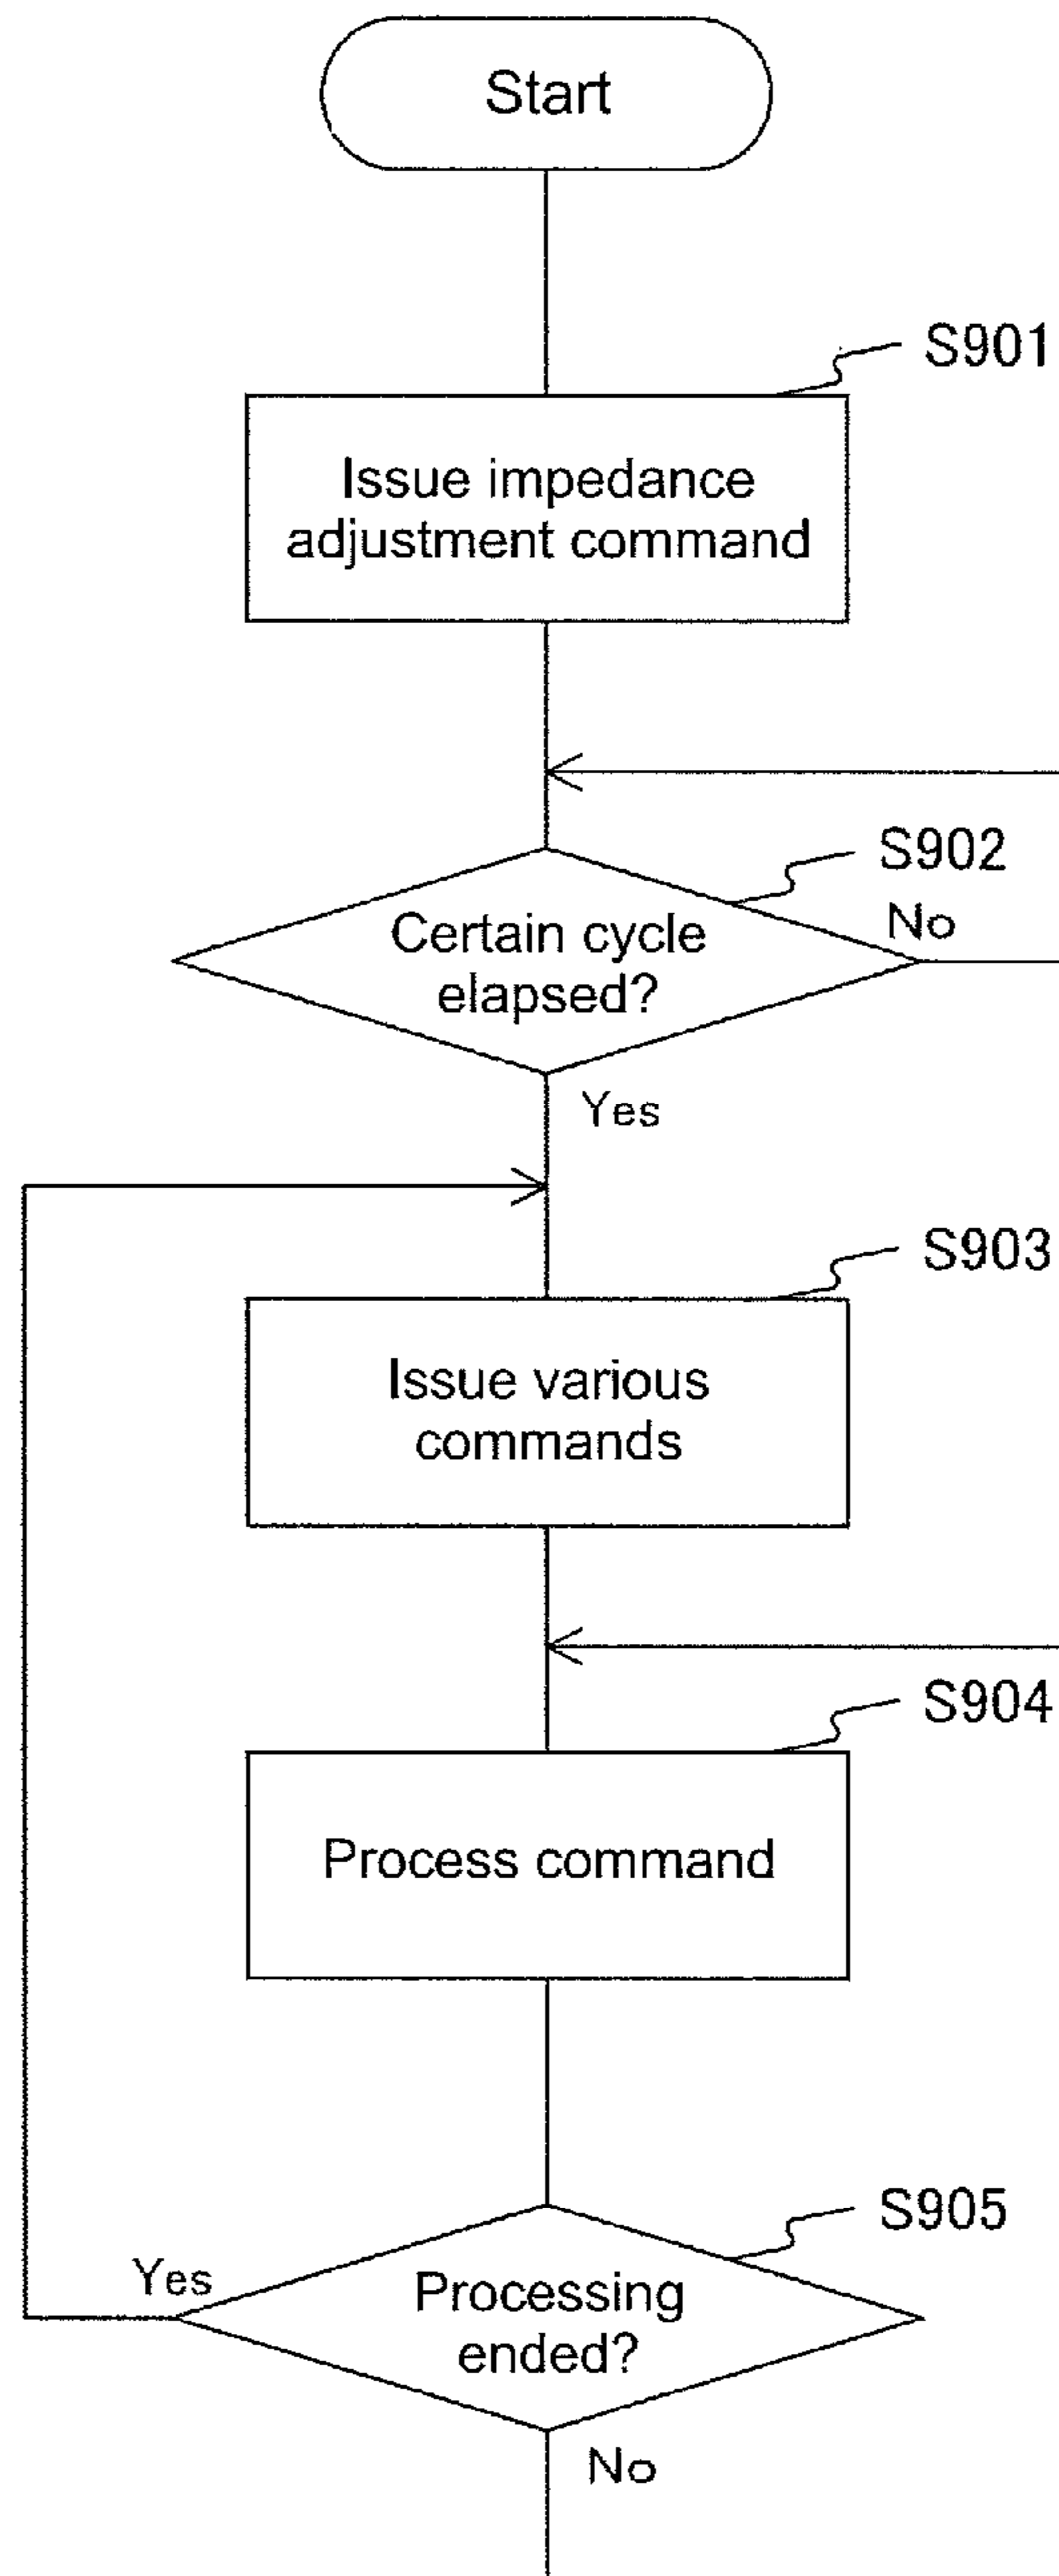 Start
S901
Issue impedance
adjustment command
S902
No
Certain cycle
elapsed?
Yes
S903
Issue various
commands
S904
Process command
S905
Yes
Processing
ended?
No